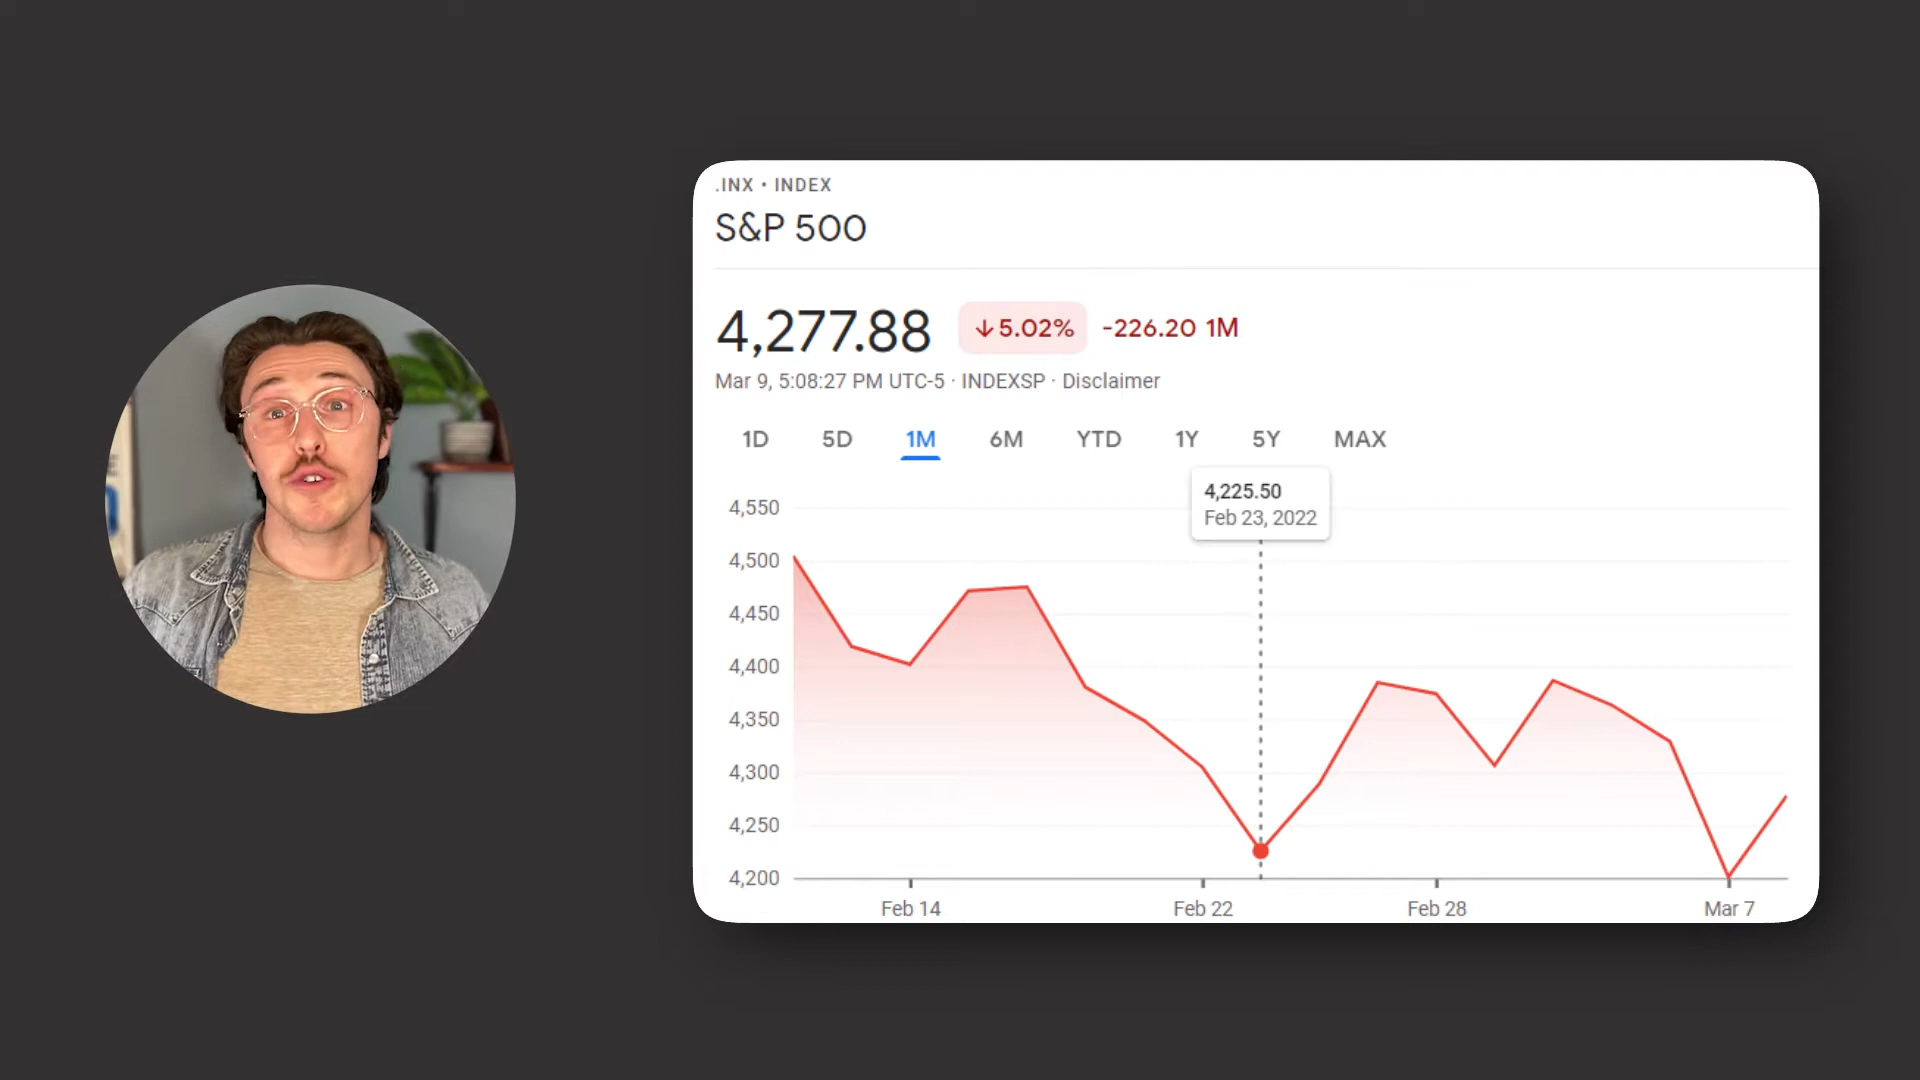 .INX • INDEX
S&P 500
4,277.88 ↓5.02% -226.20 1M
Mar 9, 5:08:27 PM UTC-5 · INDEXSP · Disclaimer
1D 5D 1M 6M YTD 1Y 5Y MAX
4,225.50
Feb 23, 2022
4,550
4,500
4,450
4,400
4,350
4,300
4,250
4,200
Feb 14 Feb 22 Feb 28 Mar 7